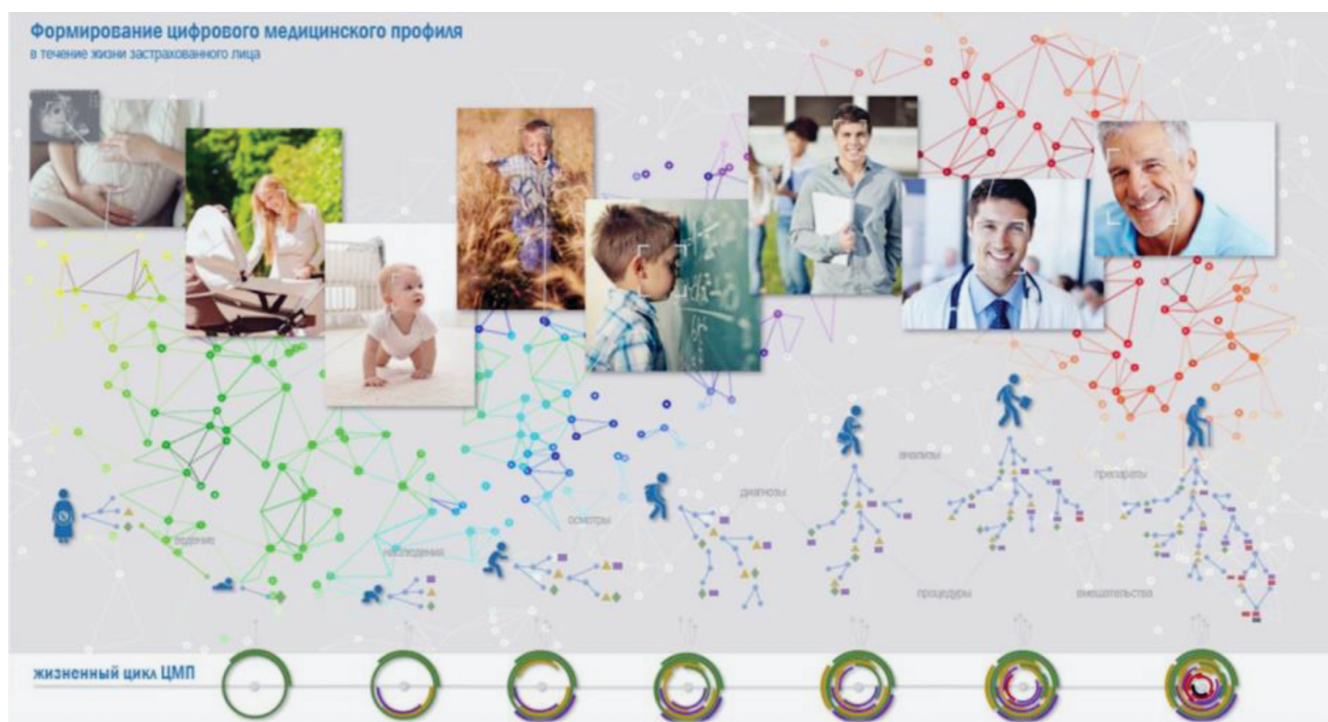 Формирование цифрового медицинского профиля
в течение жизни застрахованного лица
анализы
препараты
диагнозы
осмотры
ведение
наблюдения
процедуры
вмешательства
жизненный цикл ЦМП